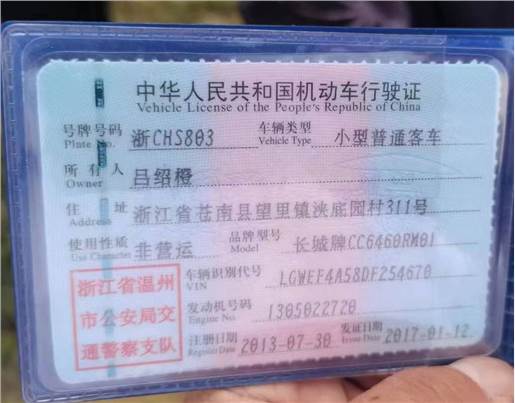 中华人民共和国机动车行驶证
Vehicle License of the People's Republic of China
号牌号码 浙CHS803 车辆类型 小型普通客车
Plate No. Vehicle Type
所有人 吕绍橙
Owner
住址 浙江省苍南县望里镇浃底园村311号
Address
使用性质 非营运 品牌型号 长城牌CC6460RM01
Use Character Model
浙江省温州
市公安局交
通警察支队
车辆识别代号 LGWEF4A58DF254670
VIN
发动机号码 1305022720
Engine No.
注册日期 2013-07-30 发证日期 2017-01-12
Register Date Issue Date